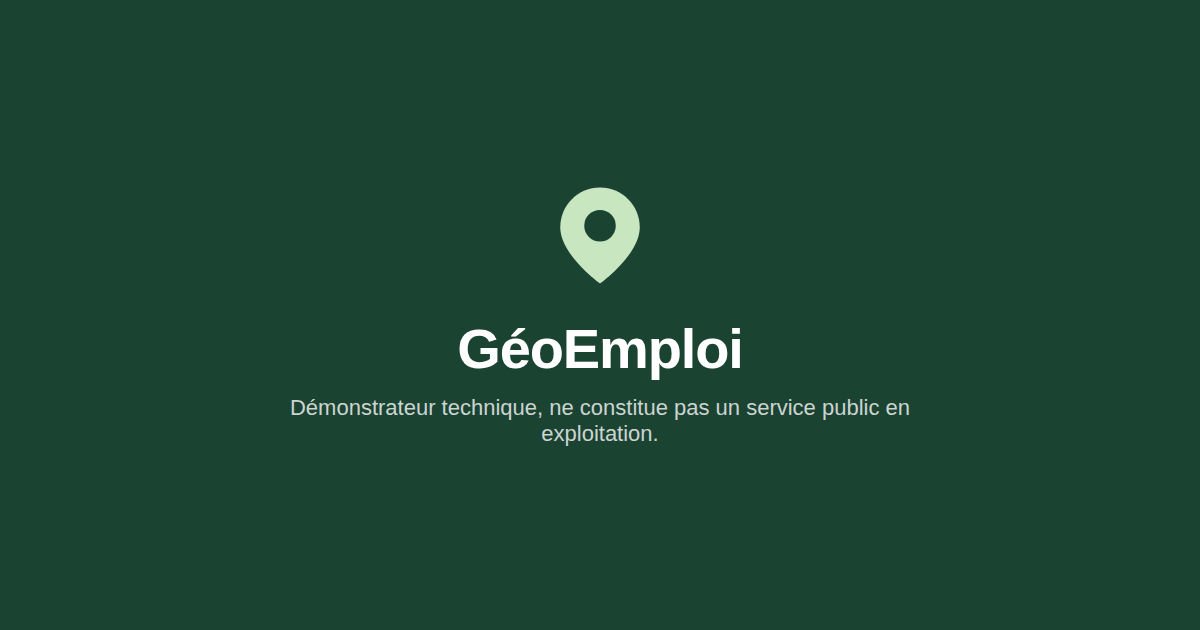 GéoEmploi
Démonstrateur technique, ne constitue pas un service public en
exploitation.